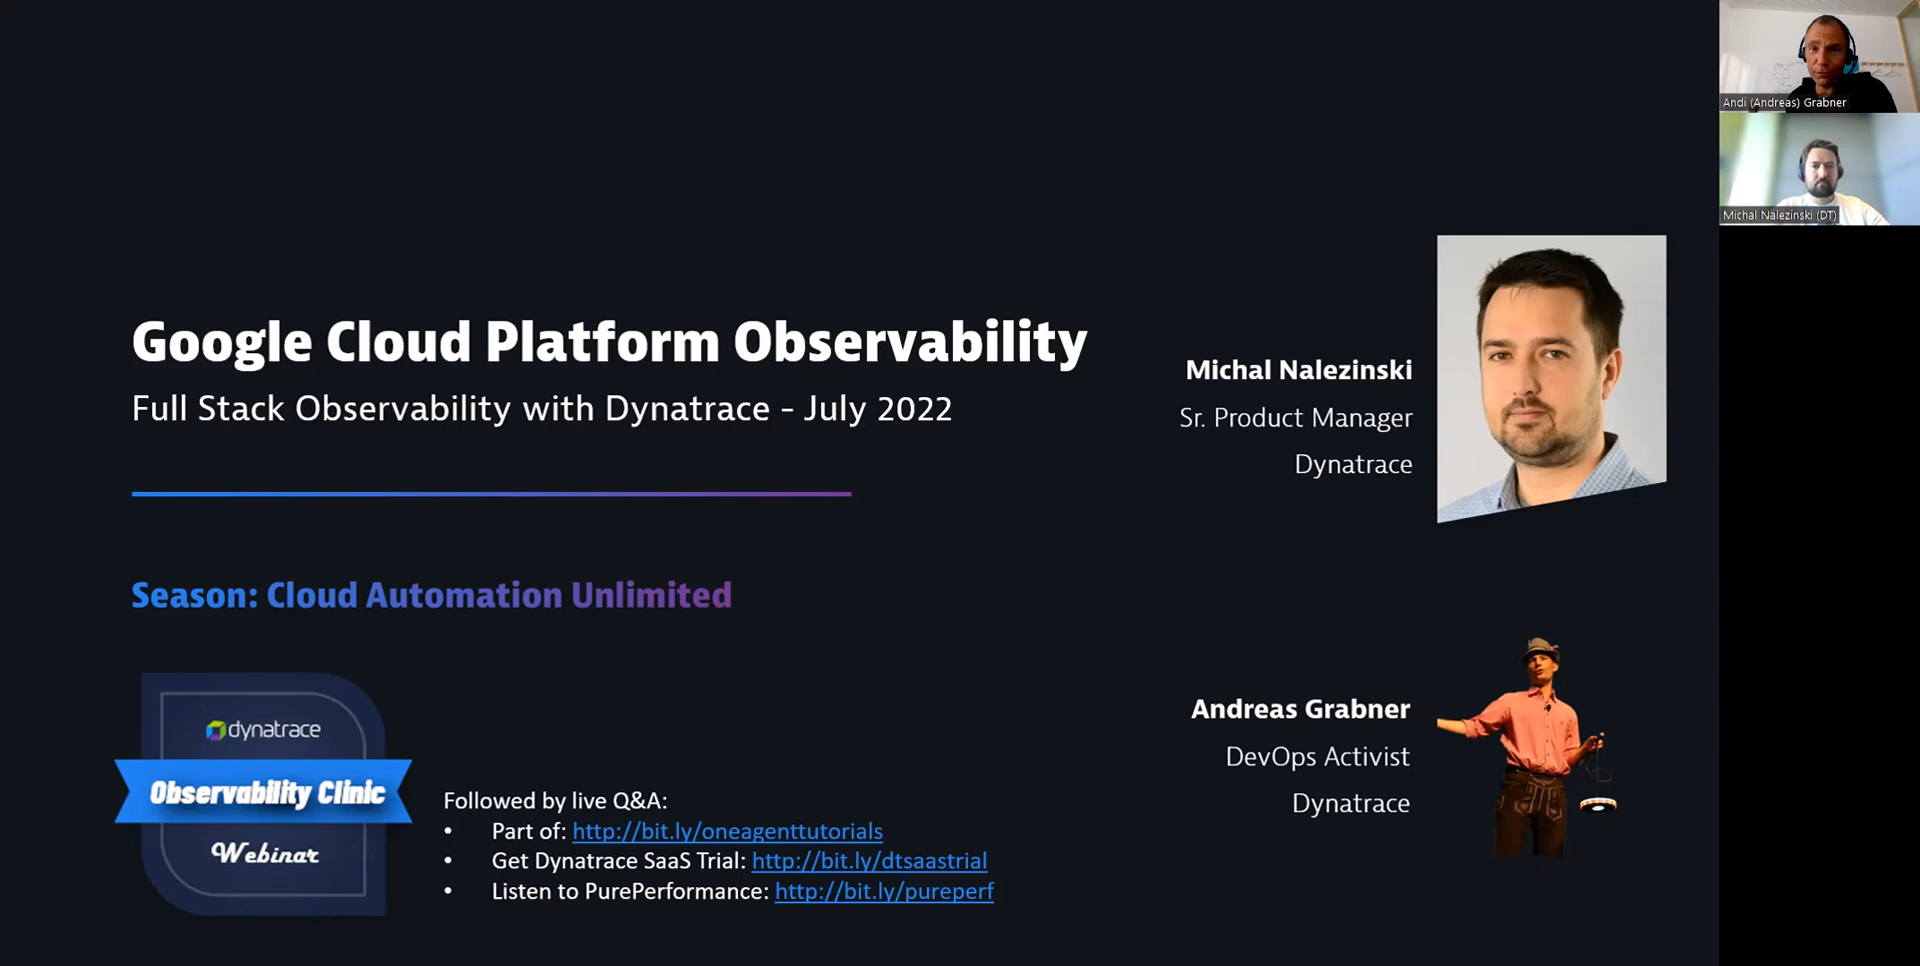 Google Cloud Platform Observability
Full Stack Observability with Dynatrace - July 2022
Season: Cloud Automation Unlimited
dynatrace
Observability Clinic
Webinar
Followed by live Q&A:
• Part of: http://bit.ly/oneagenttutorials
• Get Dynatrace SaaS Trial: http://bit.ly/dtsaastrial
• Listen to PurePerformance: http://bit.ly/pureperf
Michal Nalezinski
Sr. Product Manager
Dynatrace
Andreas Grabner
DevOps Activist
Dynatrace
Andi (Andreas) Grabner
Michal Nalezinski (DT)